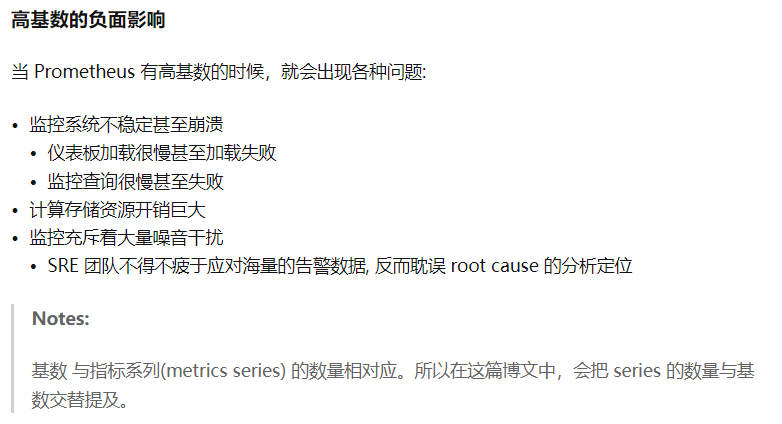 高基数的负面影响
当 Prometheus 有高基数的时候，就会出现各种问题:
• 监控系统不稳定甚至崩溃
• 仪表板加载很慢甚至加载失败
• 监控查询很慢甚至失败
• 计算存储资源开销巨大
• 监控充斥着大量噪音干扰
• SRE 团队不得不疲于应对海量的告警数据, 反而耽误 root cause 的分析定位
Notes:
基数 与指标系列(metrics series) 的数量相对应。所以在这篇博文中，会把 series 的数量与基
数交替提及。